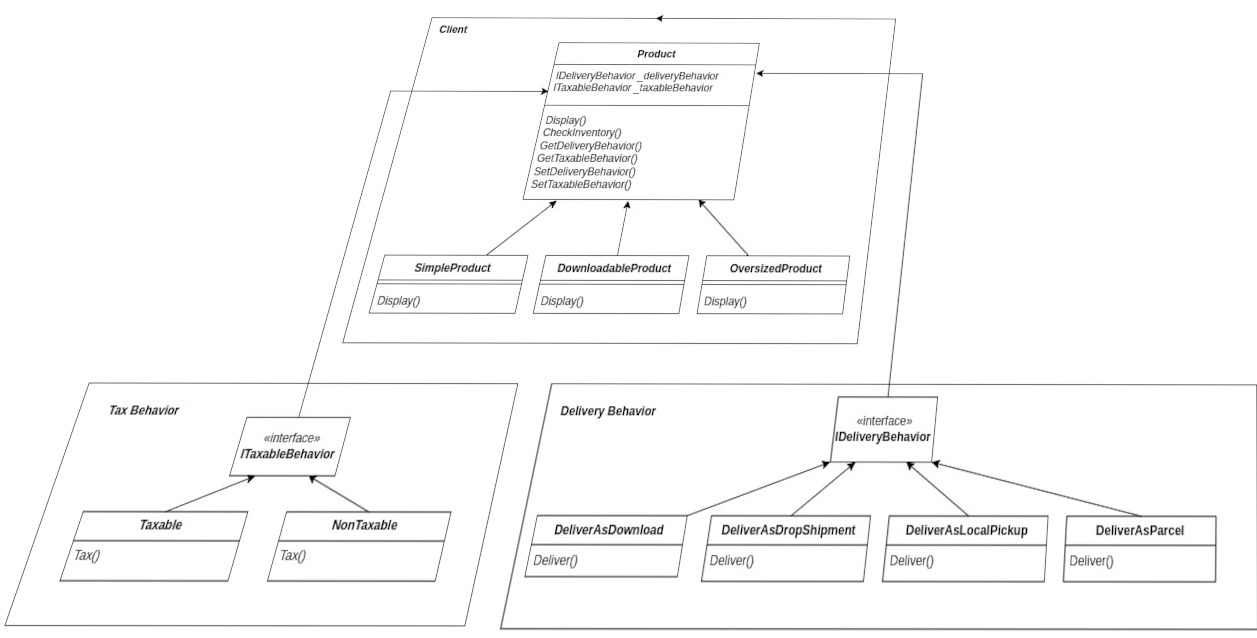 Client
Product
IDeliveryBehavior _deliveryBehavior
ITaxableBehavior _taxableBehavior
Display()
CheckInventory()
GetDeliveryBehavior()
GetTaxableBehavior()
SetDeliveryBehavior()
SetTaxableBehavior()
SimpleProduct
Display()
DownloadableProduct
Display()
OversizedProduct
Display()
Tax Behavior
«interface»
ITaxableBehavior
Taxable
Tax()
NonTaxable
Tax()
Delivery Behavior
«interface»
IDeliveryBehavior
DeliverAsDownload
Deliver()
DeliverAsDropShipment
Deliver()
DeliverAsLocalPickup
Deliver()
DeliverAsParcel
Deliver()